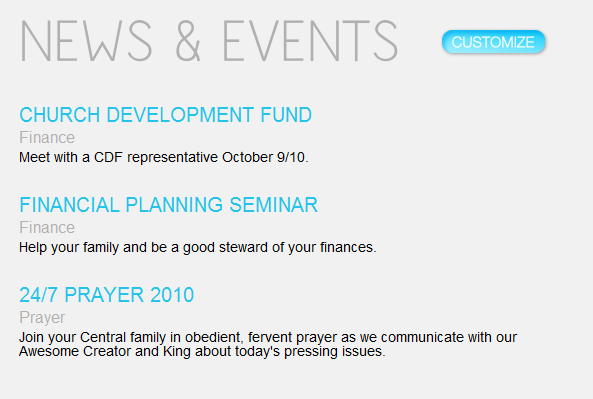 NEWS & EVENTS
CUSTOMIZE
CHURCH DEVELOPMENT FUND
Finance
Meet with a CDF representative October 9/10.
FINANCIAL PLANNING SEMINAR
Finance
Help your family and be a good steward of your finances.
24/7 PRAYER 2010
Prayer
Join your Central family in obedient, fervent prayer as we communicate with our
Awesome Creator and King about today's pressing issues.